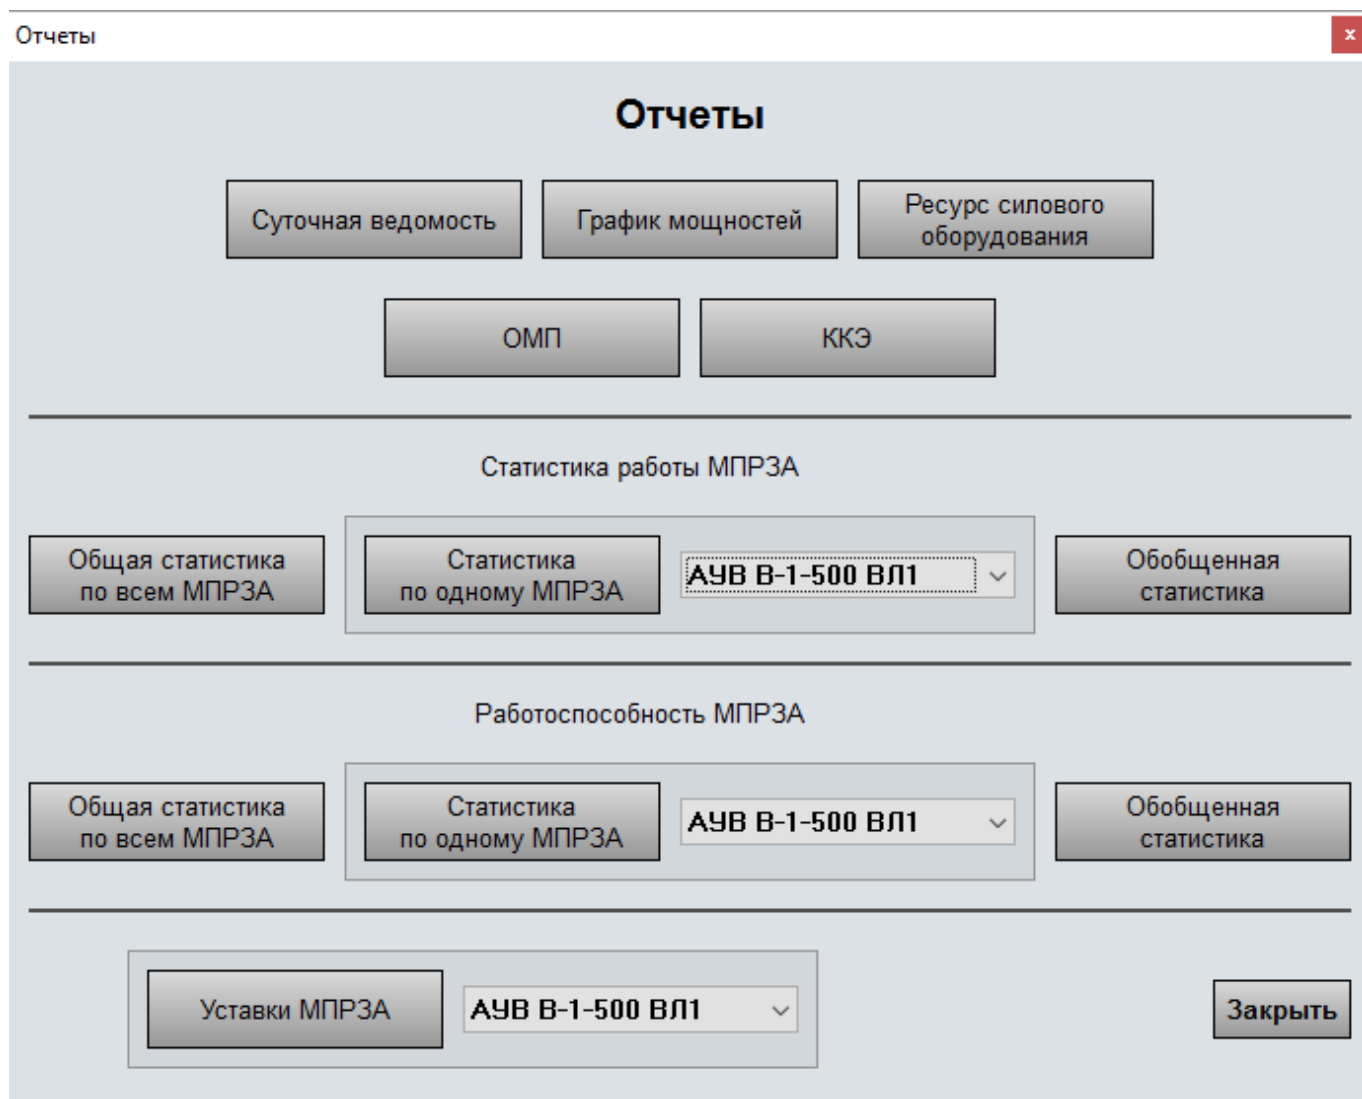 Отчеты
x
Отчеты
Суточная ведомость
График мощностей
Ресурс силового
оборудования
ОМП
ККЭ
Статистика работы МПРЗА
Общая статистика
по всем МПРЗА
Статистика
по одному МПРЗА
АУВ В-1-500 ВЛ1
Обобщенная
статистика
Работоспособность МПРЗА
Общая статистика
по всем МПРЗА
Статистика
по одному МПРЗА
АУВ В-1-500 ВЛ1
Обобщенная
статистика
Уставки МПРЗА
АУВ В-1-500 ВЛ1
Закрыть